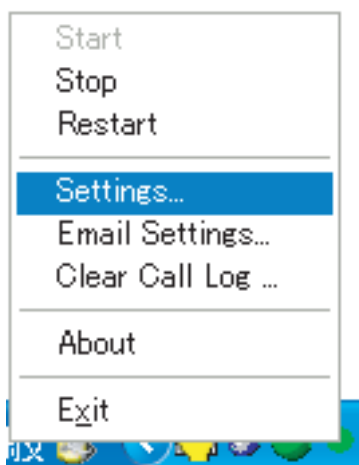 Start
Stop
Restart
Settings...
Email Settings...
Clear Call Log ...
About
Exit